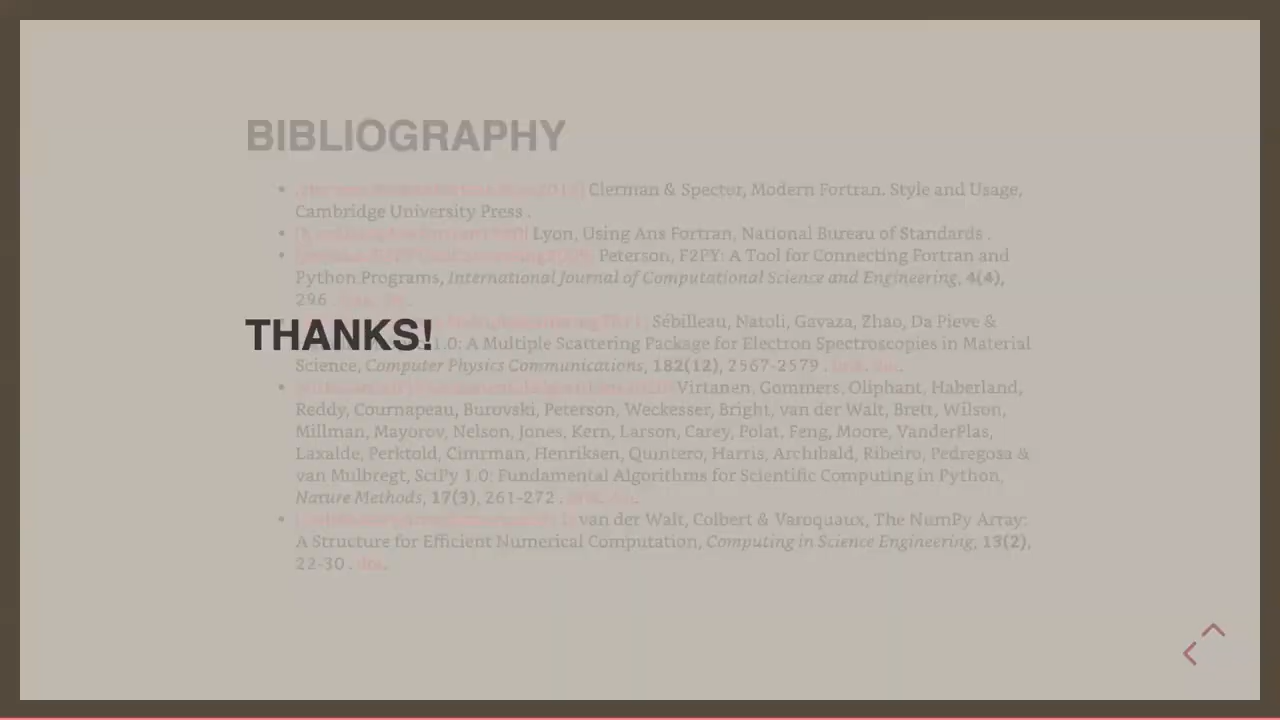 BIBLIOGRAPHY
Clerman & Spector, Modern Fortran. Style and Usage,
Cambridge University Press .
Lyon, Using Ans Fortran, National Bureau of Standards .
Peterson, F2PY: A Tool for Connecting Fortran and
Python Programs, International Journal of Computational Science and Engineering, 4(4),
296 .
Sébilleau, Natoli, Gavaza, Zhao, Da Pieve &
THANKS!
1.0: A Multiple Scattering Package for Electron Spectroscopies in Material
Science, Computer Physics Communications, 182(12), 2567-2579 .
Virtanen, Gommers, Oliphant, Haberland,
Reddy, Cournapeau, Burovski, Peterson, Weckesser, Bright, van der Walt, Brett, Wilson,
Millman, Mayorov, Nelson, Jones, Kern, Larson, Carey, Polat, Feng, Moore, VanderPlas,
Laxalde, Perktold, Cimrman, Henriksen, Quintero, Harris, Archibald, Ribeiro, Pedregosa &
van Mulbregt, SciPy 1.0: Fundamental Algorithms for Scientific Computing in Python,
Nature Methods, 17(3), 261-272 .
van der Walt, Colbert & Varoquaux, The NumPy Array:
A Structure for Efficient Numerical Computation, Computing in Science Engineering, 13(2),
22-30 . doi.